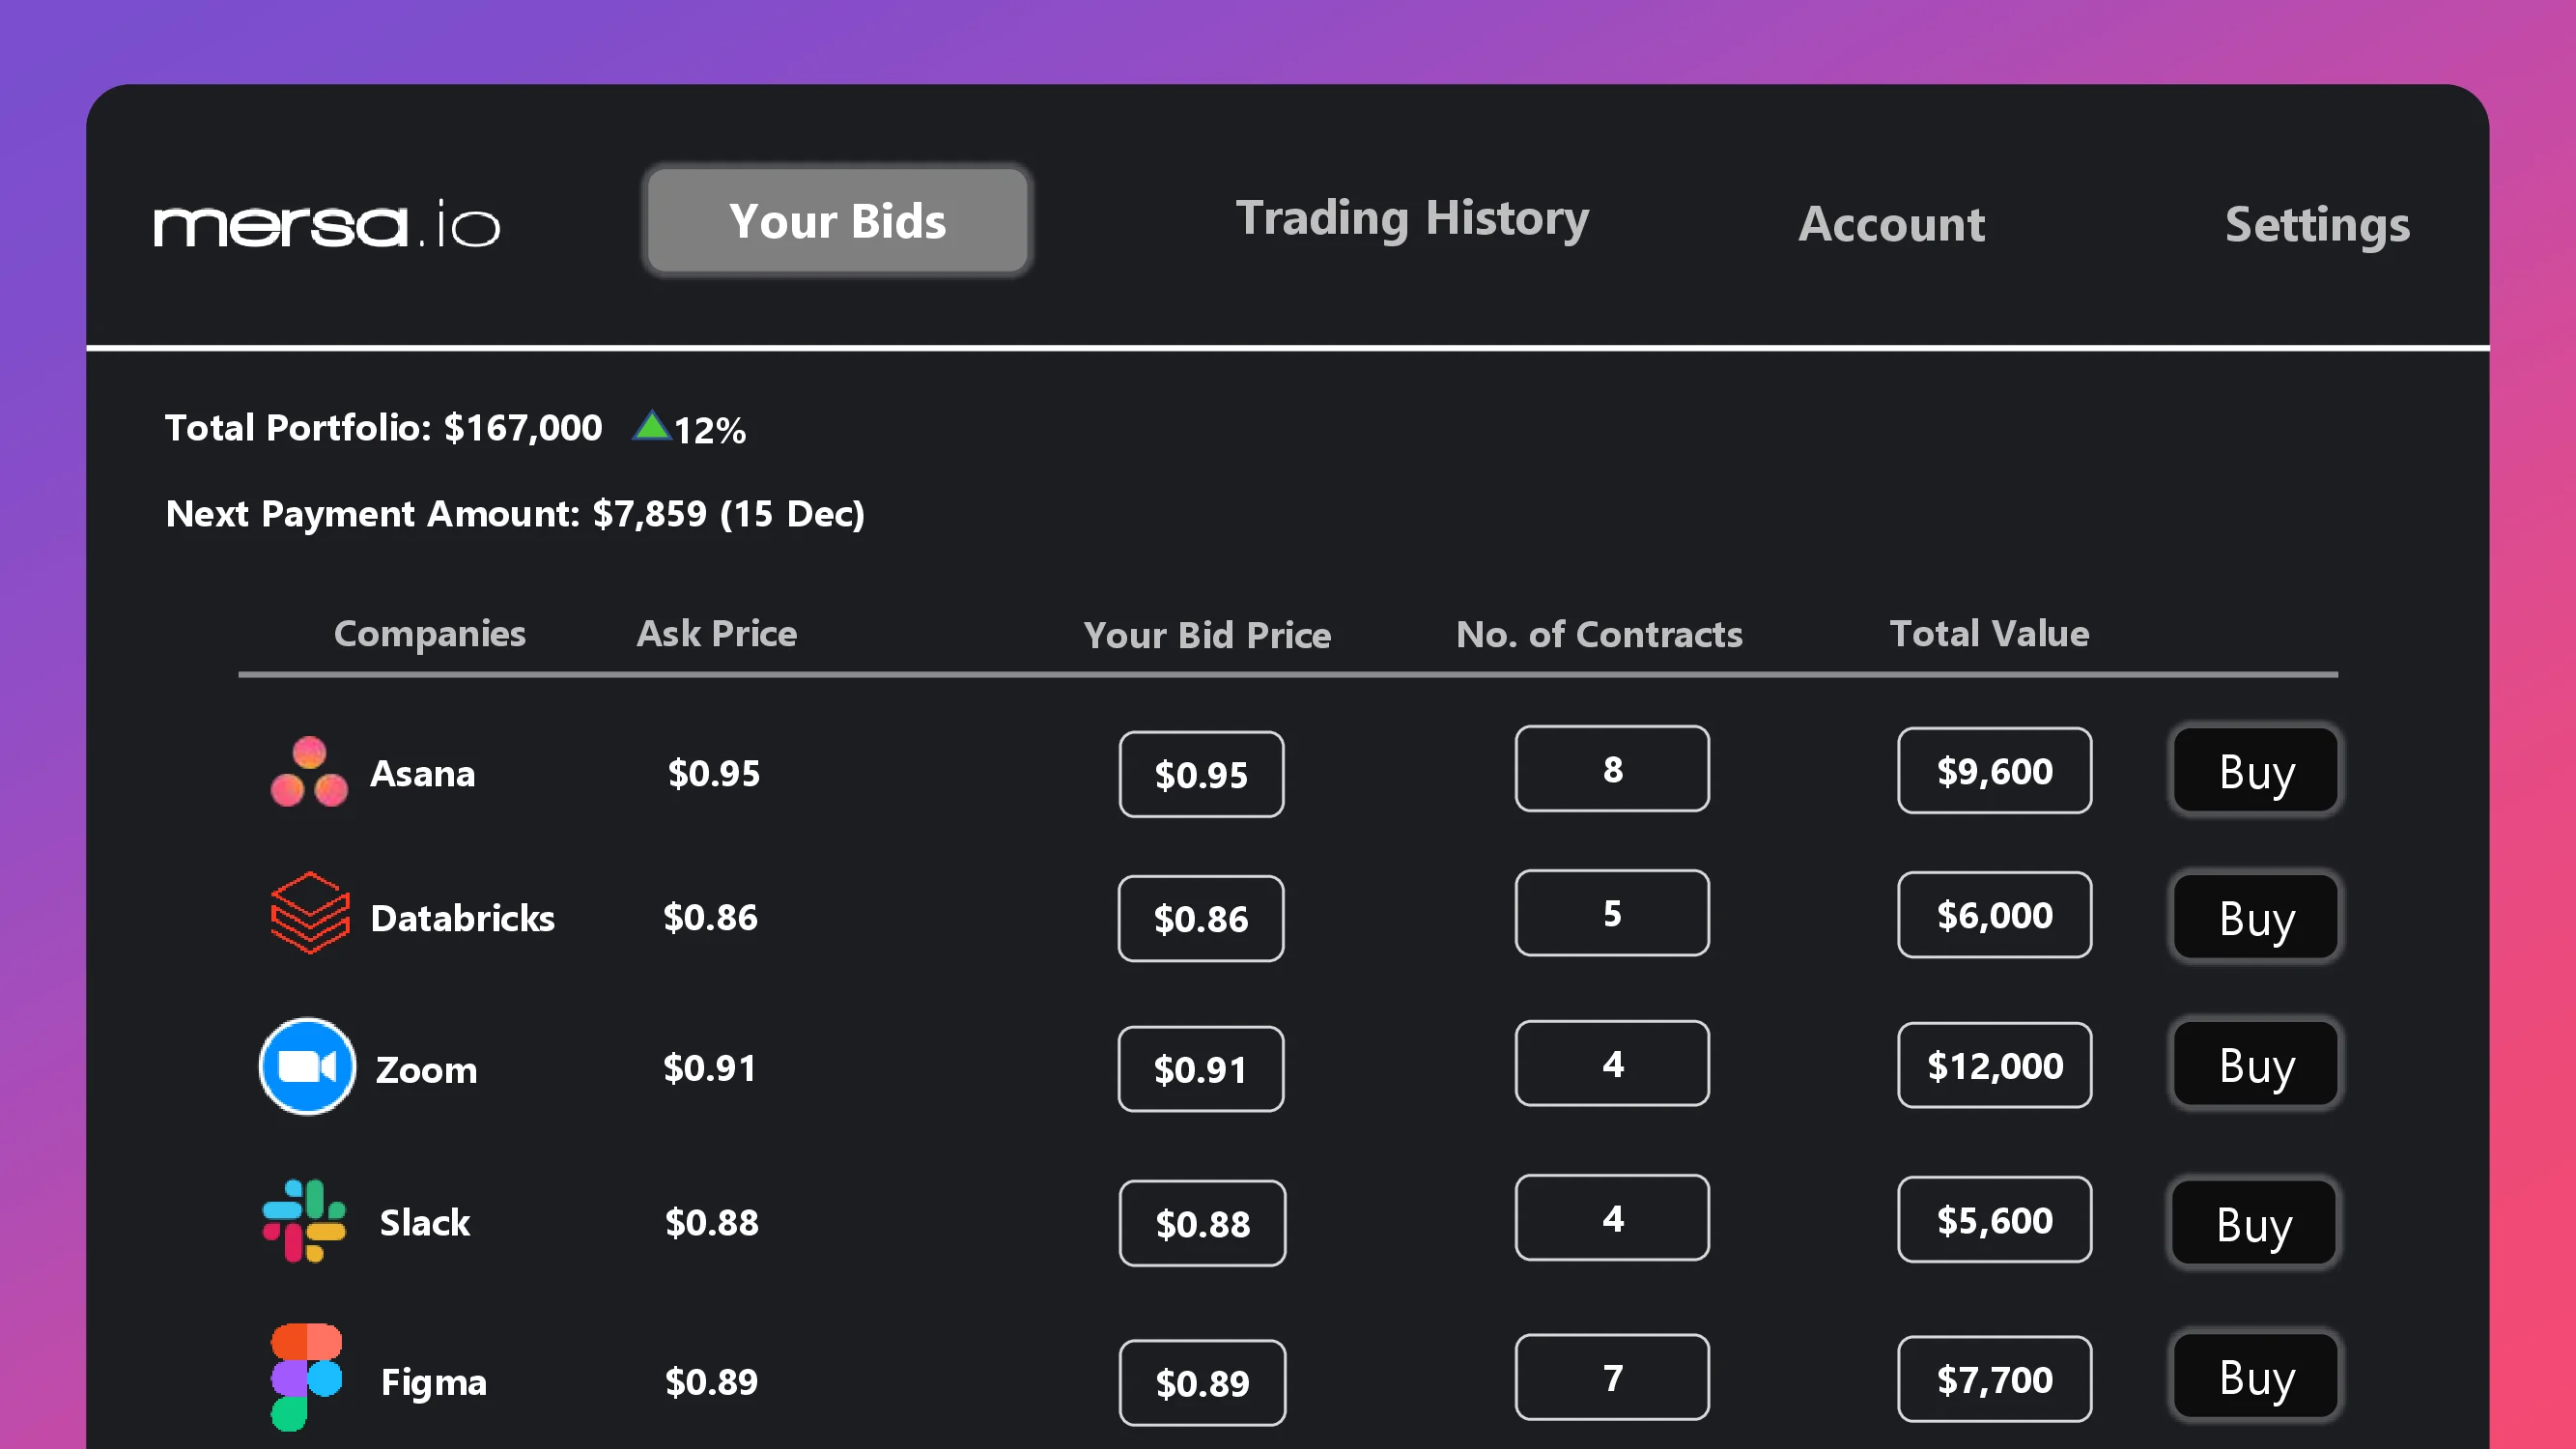 mersa.io Your Bids Trading History Account Settings
Total Portfolio: $167,000 12%
Next Payment Amount: $7,859 (15 Dec)
Companies Ask Price Your Bid Price No. of Contracts Total Value
Asana $0.95 $0.95 8 $9,600 Buy
Databricks $0.86 $0.86 5 $6,000 Buy
Zoom $0.91 $0.91 4 $12,000 Buy
Slack $0.88 $0.88 4 $5,600 Buy
Figma $0.89 $0.89 7 $7,700 Buy